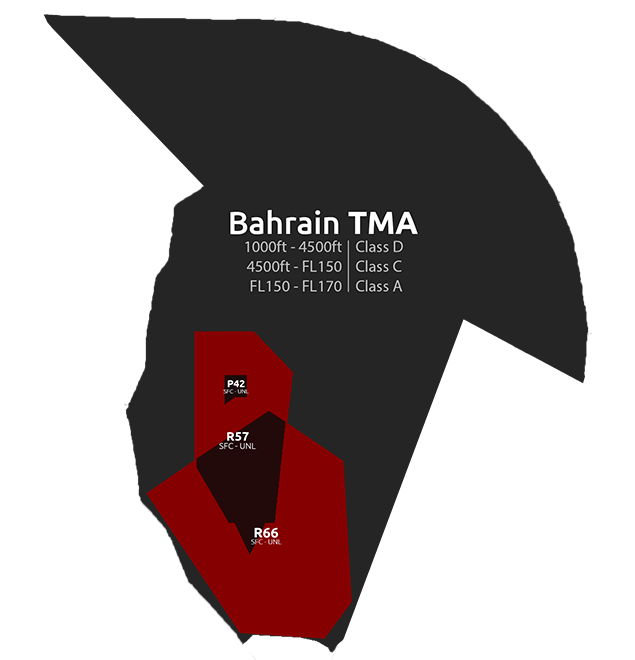 Bahrain TMA
1000ft - 4500ft | Class D
4500ft - FL150 | Class C
FL150 - FL170 | Class A
P42
SFC - UNL
R57
SFC - UNL
R66
SFC - UNL